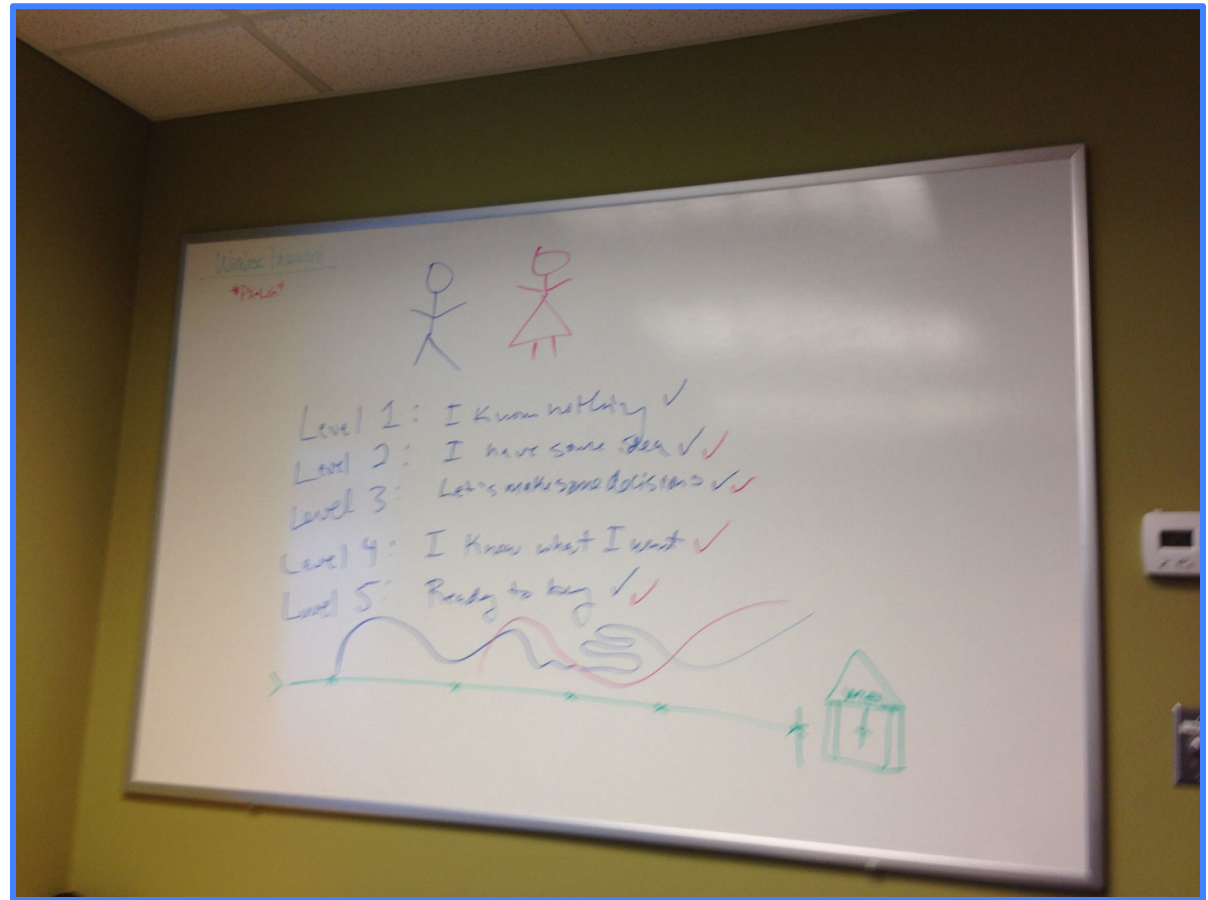 Level 1: I know nothing ✓
Level 2: I have some idea ✓✓
Level 3: Let's make some decisions ✓✓
Level 4: I know what I want ✓
Level 5: Ready to buy ✓✓